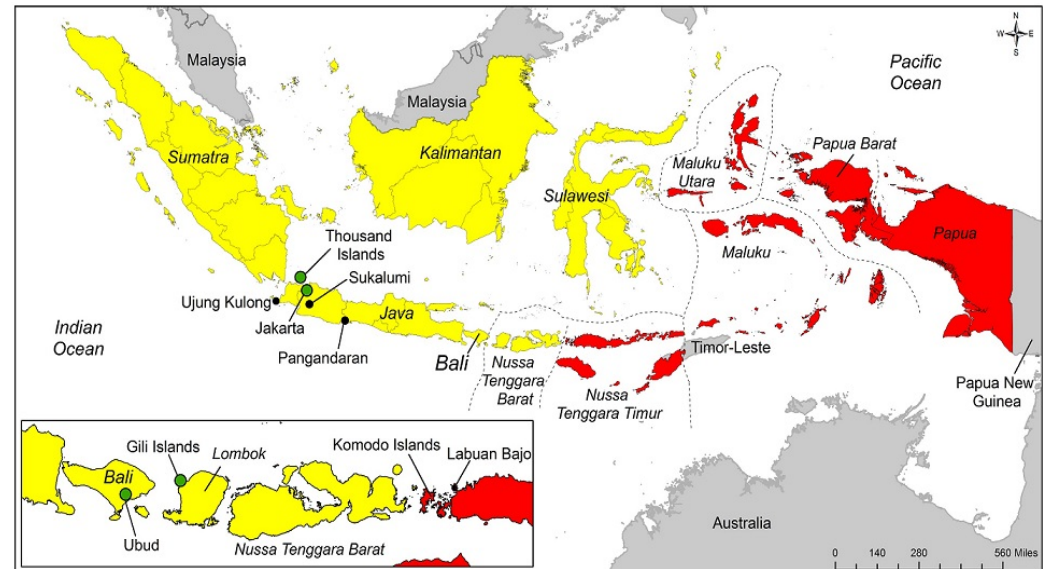 N
W E
S
Malaysia
Pacific
Ocean
Malaysia
Sumatra
Kalimantan
Papua Barat
Maluku
Utara
Sulawesi
Maluku
Papua
Thousand
Islands
Sukalumi
Ujung Kulong
Java
Jakarta
Indian
Ocean
Pangandaran
Bali
Nussa
Tenggara
Barat
Timor-Leste
Nussa
Tenggara Timur
Papua New
Guinea
Gili Islands
Lombok
Komodo Islands
Labuan Bajo
Bali
Ubud
Nussa Tenggara Barat
Australia
0 140 280 560 Miles